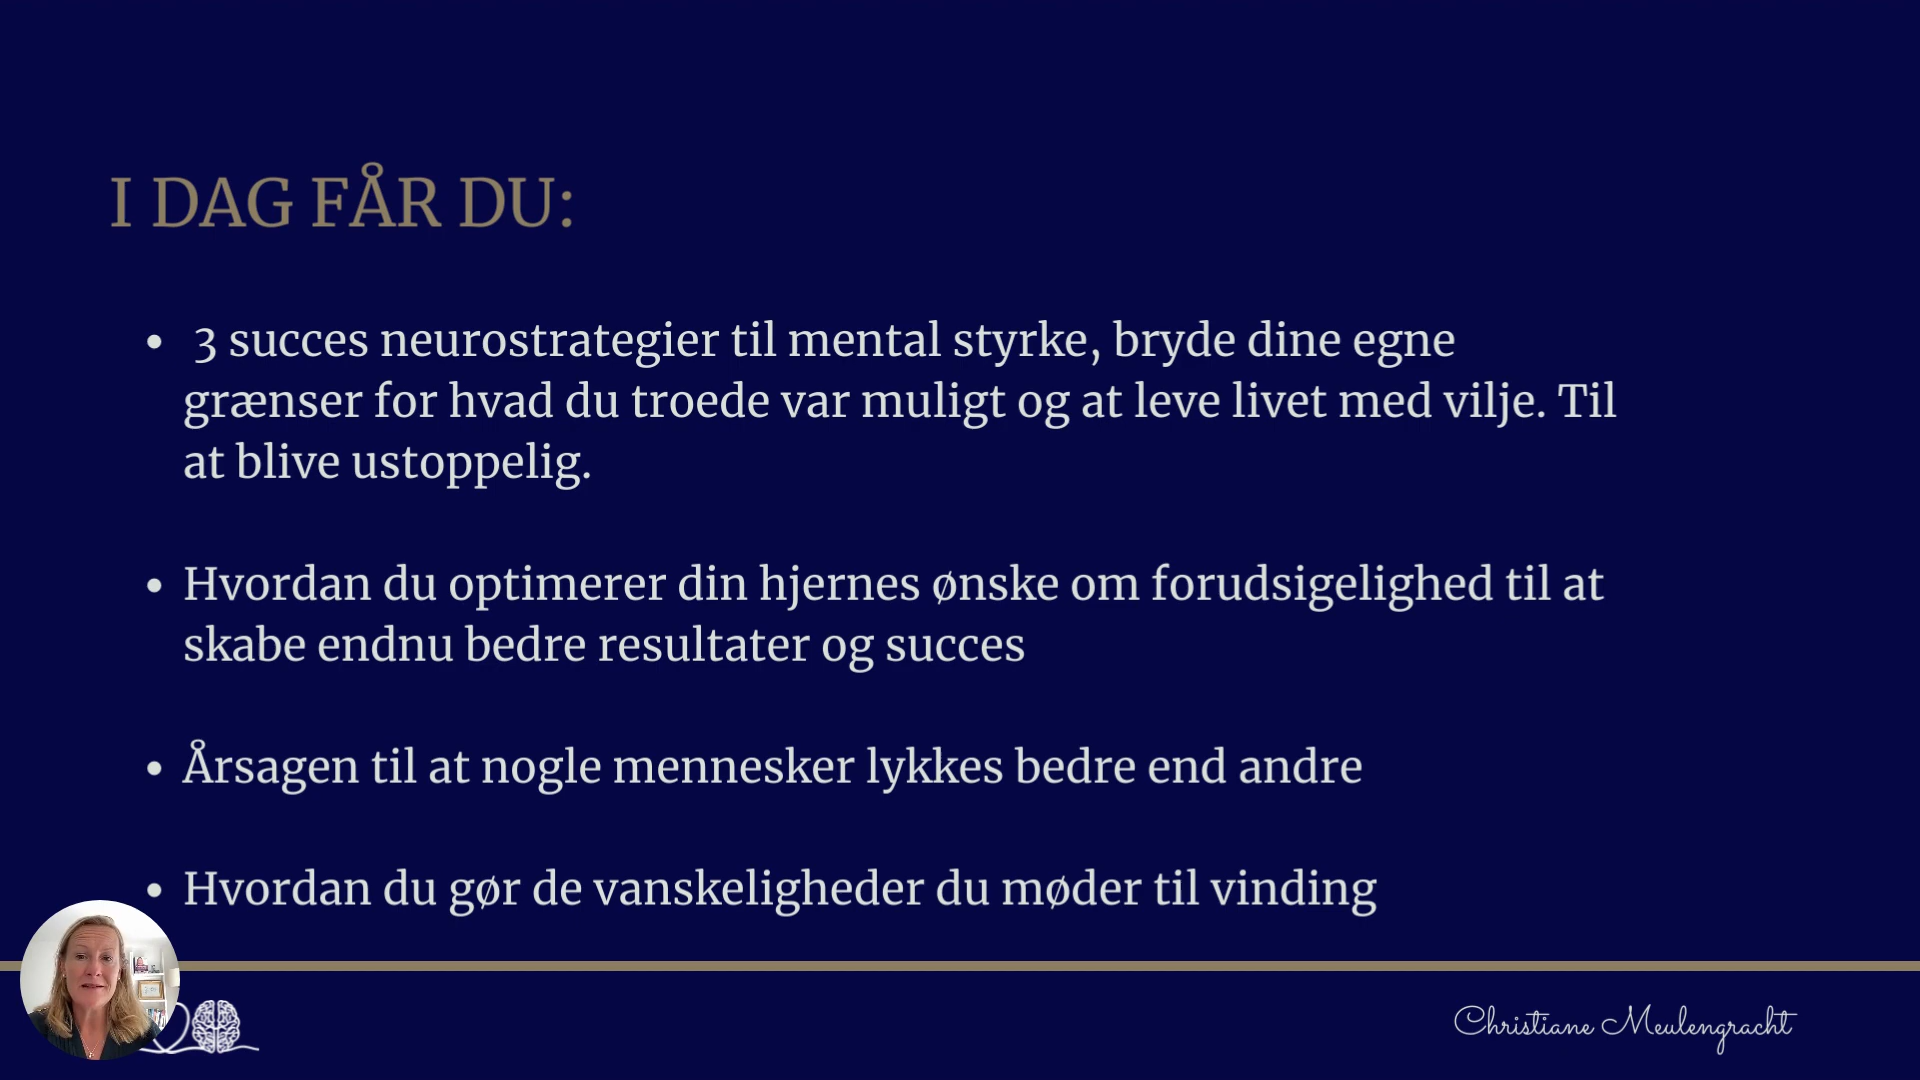 I DAG FÅR DU:
• 3 succes neurostrategier til mental styrke, bryde dine egne
grænser for hvad du troede var muligt og at leve livet med vilje. Til
at blive ustoppelig.
• Hvordan du optimerer din hjernes ønske om forudsigelighed til at
skabe endnu bedre resultater og succes
• Årsagen til at nogle mennesker lykkes bedre end andre
• Hvordan du gør de vanskeligheder du møder til vinding
Christiane Meulengracht